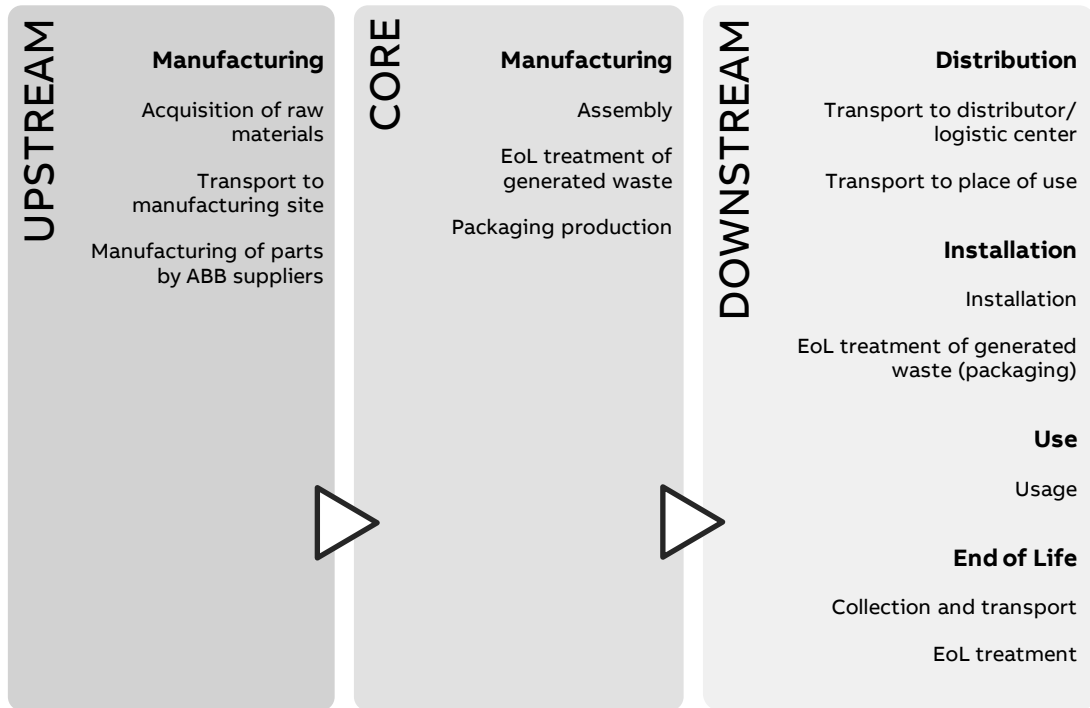 UPSTREAM
Manufacturing
Acquisition of raw
materials
Transport to
manufacturing site
Manufacturing of parts
by ABB suppliers
CORE
Manufacturing
Assembly
EoL treatment of
generated waste
Packaging production
DOWNSTREAM
Distribution
Transport to distributor/
logistic center
Transport to place of use
Installation
Installation
EoL treatment of generated
waste (packaging)
Use
Usage
End of Life
Collection and transport
EoL treatment